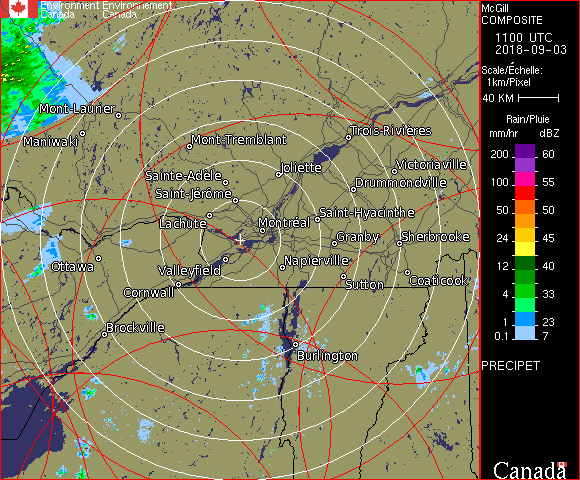 Environment Environnement
Canada Canada
McGill
COMPOSITE
1100 UTC
2018-09-03
Scale/Échelle:
1km/Pixel
40 KM
Rain/Pluie
mm/hr dBZ
200 60
100 55
50 50
24 45
12 40
4 33
1 23
0.1 7
PRECIPET
Canada
Mont-Laurier
Maniwaki
Mont-Tremblant
Trois-Rivières
Sainte-Adèle
Joliette
Victoriaville
Saint-Jérôme
Drummondville
Lachute
Montréal
Saint-Hyacinthe
Granby
Sherbrooke
Ottawa
Valleyfield
Napierville
Cornwall
Sutton
Coaticook
Brockville
Burlington